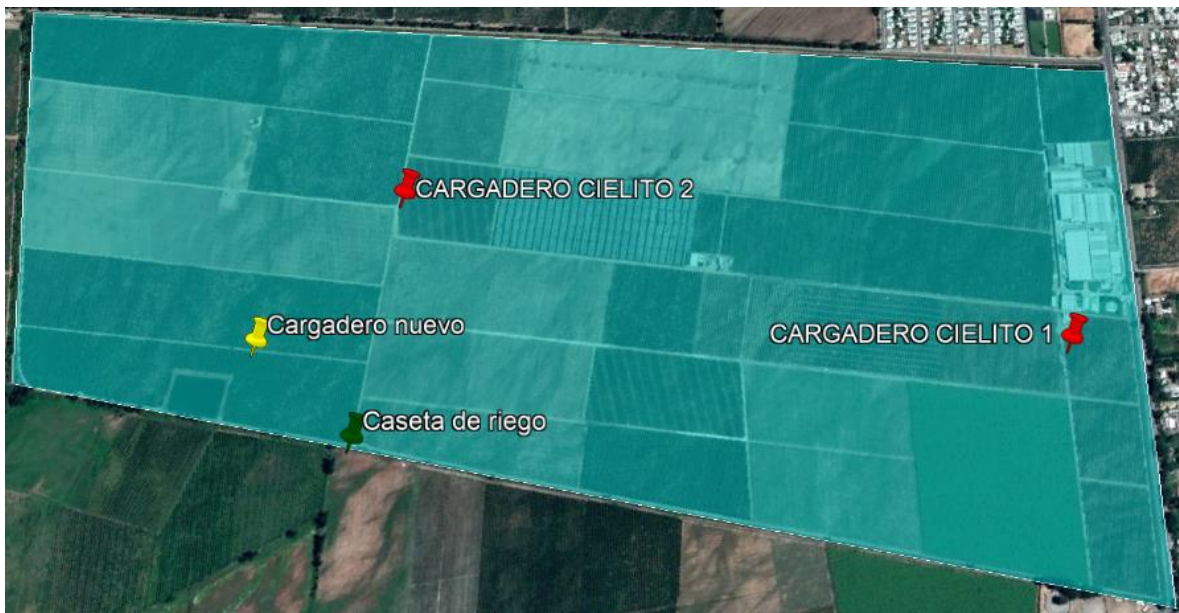 CARGADERO CIELITO 2
Cargadero nuevo
CARGADERO CIELITO 1
Caseta de riego